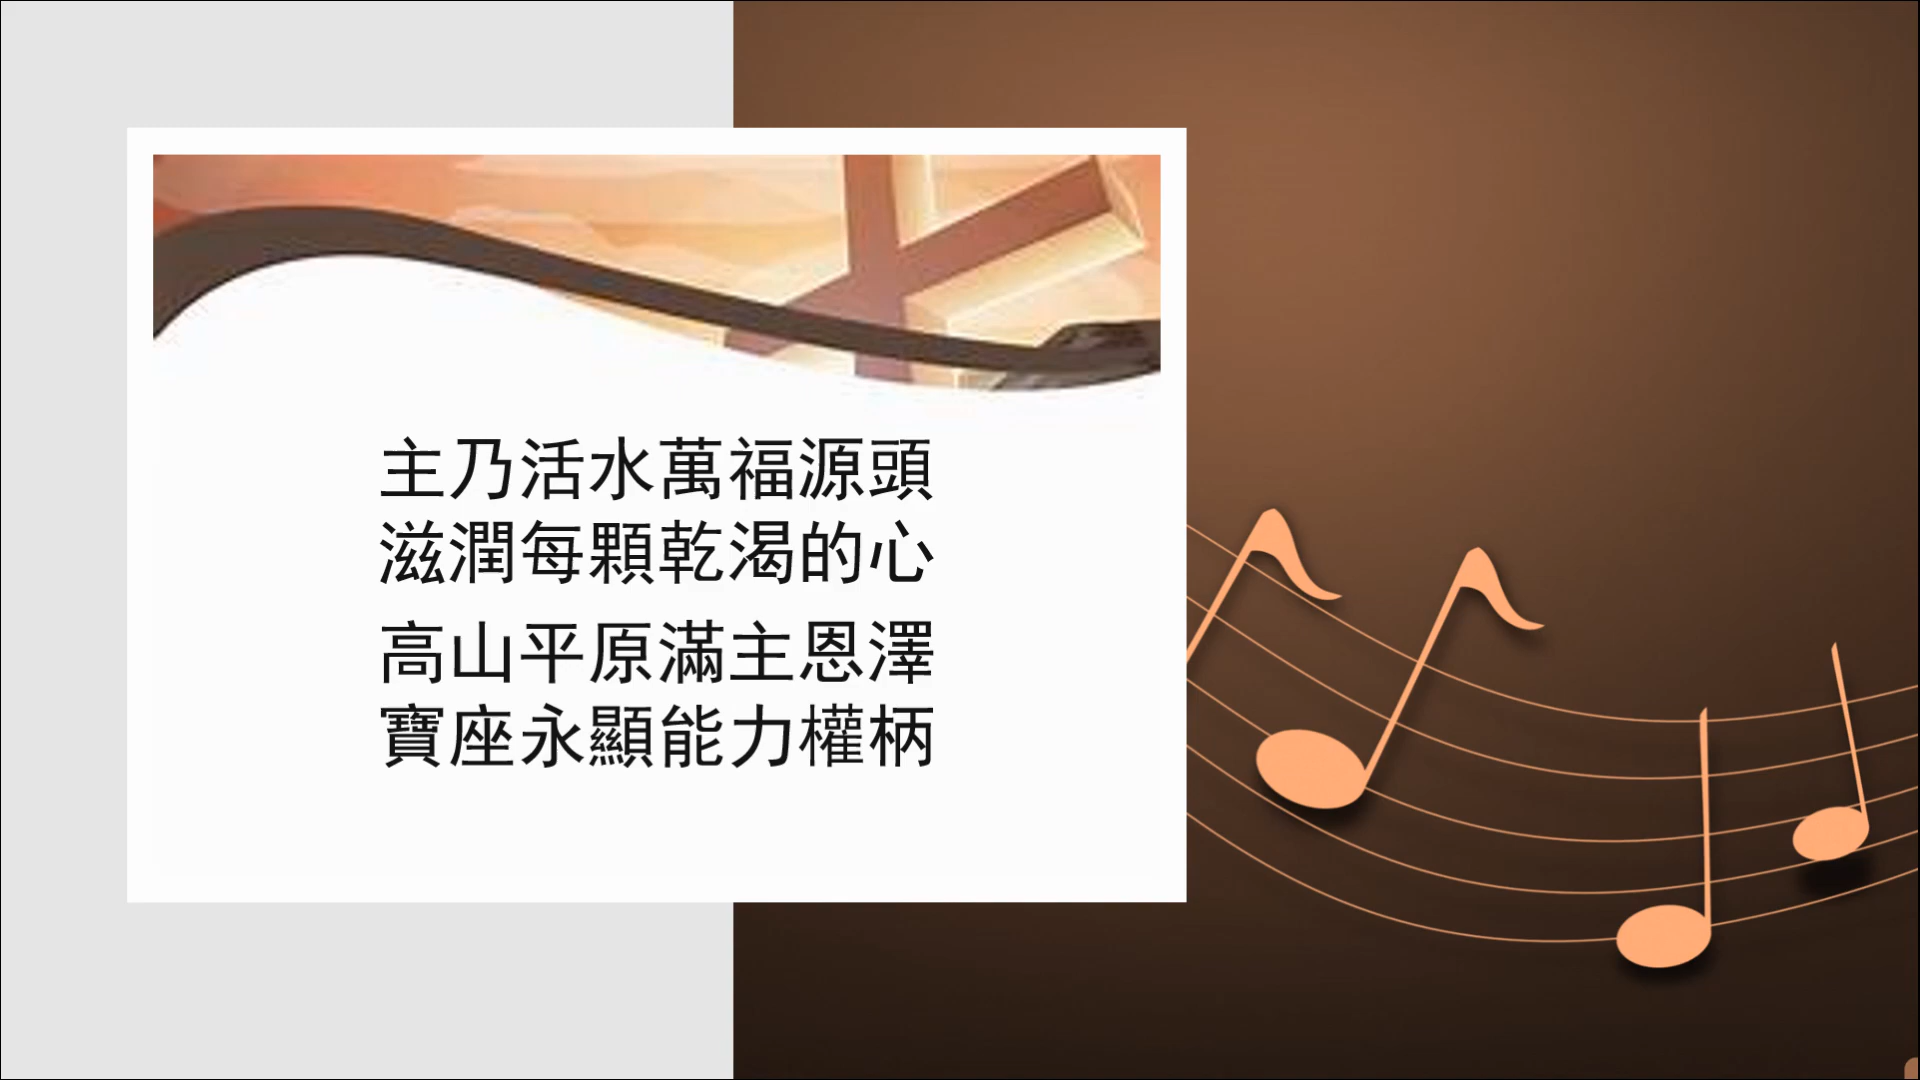 主乃活水萬福源頭
滋潤每顆乾渴的心
高山平原滿主恩澤
寶座永顯能力權柄